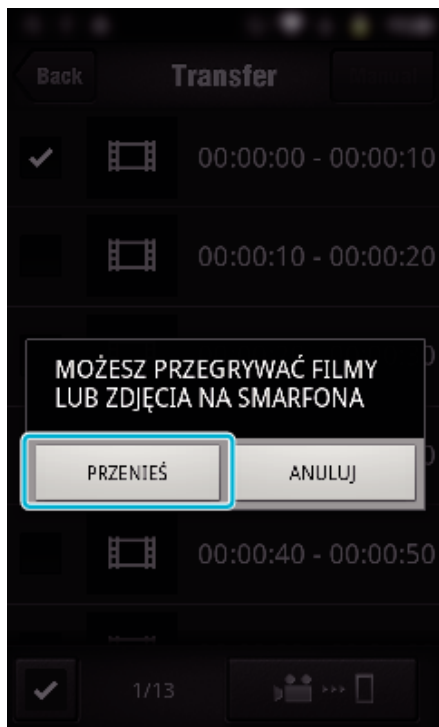 Back
Transfer
00:00:00 - 00:00:10
00:00:10 - 00:00:20
MOŻESZ PRZEGRYWAĆ FILMY
LUB ZDJĘCIA NA SMARFONA
PRZENIEŚ
ANULUJ
00:00:40 - 00:00:50
1/13